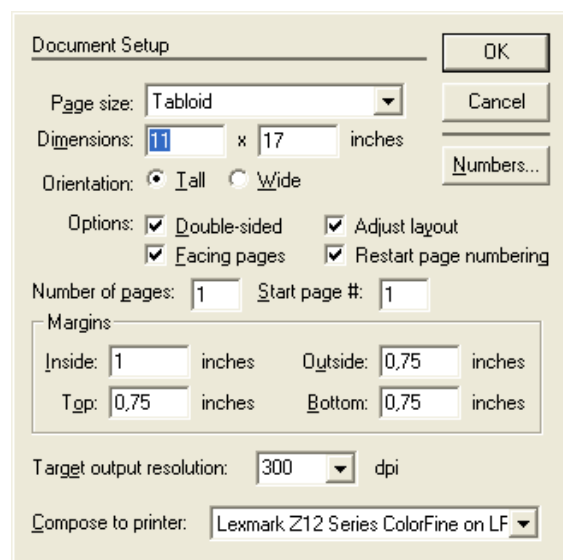 Document Setup
OK
Page size: Tabloid
Cancel
Dimensions: 11 x 17 inches
Numbers...
Orientation: Tall Wide
Options: Double-sided Adjust layout
Facing pages Restart page numbering
Number of pages: 1 Start page #: 1
Margins
Inside: 1 inches Outside: 0,75 inches
Top: 0,75 inches Bottom: 0,75 inches
Target output resolution: 300 dpi
Compose to printer: Lexmark Z12 Series ColorFine on LF